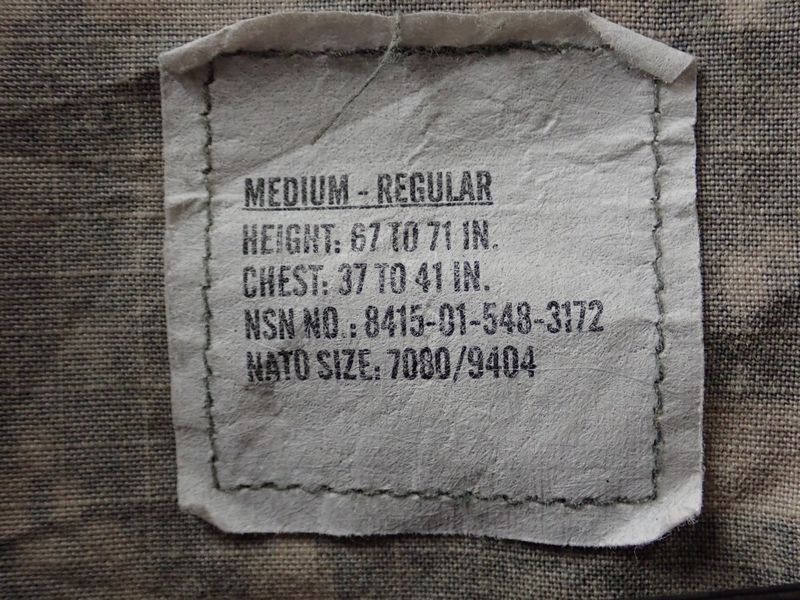 MEDIUM - REGULAR
HEIGHT: 67 TO 71 IN.
CHEST: 37 TO 41 IN.
NSN NO.: 8415-01-548-3172
NATO SIZE: 7080/9404